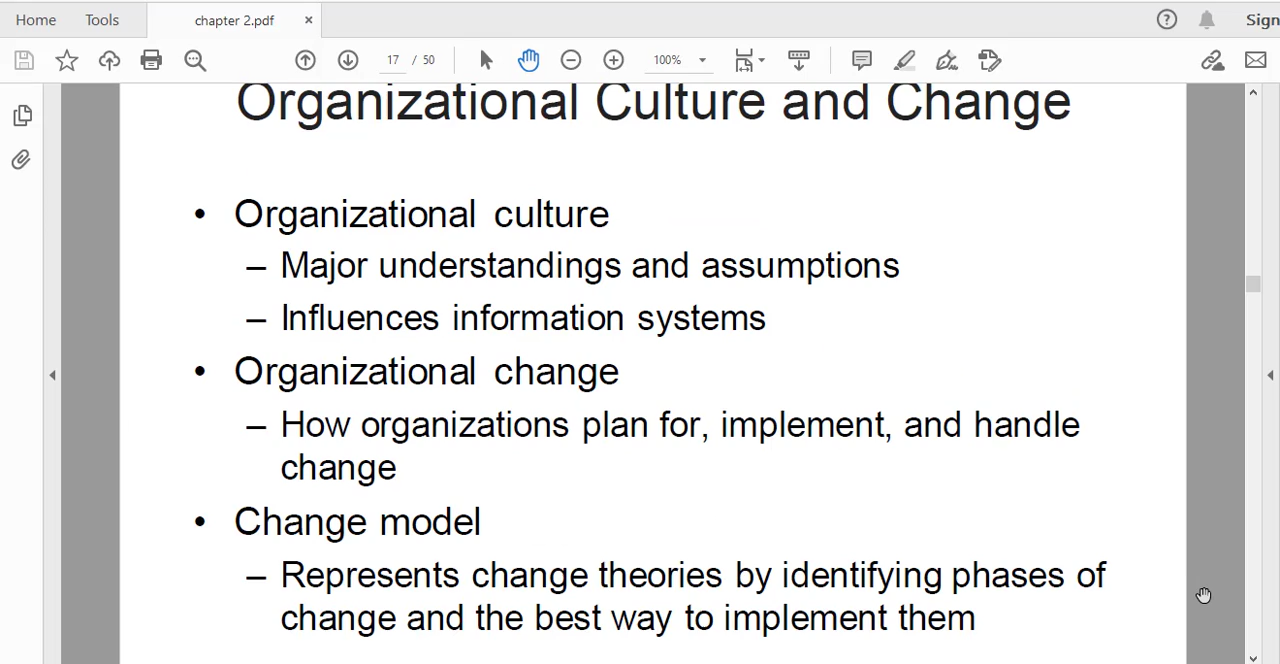 Home Tools chapter 2.pdf × Sign
17 / 50 100%
Organizational Culture and Change
• Organizational culture
– Major understandings and assumptions
– Influences information systems
• Organizational change
– How organizations plan for, implement, and handle
change
• Change model
– Represents change theories by identifying phases of
change and the best way to implement them